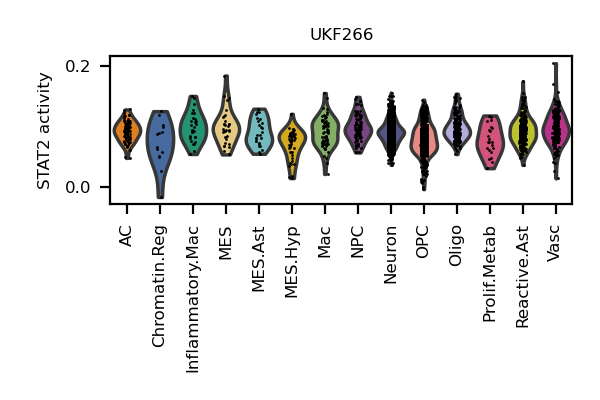 UKF266
STAT2 activity
0.2
0.0
AC
Chromatin.Reg
Inflammatory.Mac
MES
MES.Ast
MES.Hyp
Mac
NPC
Neuron
OPC
Oligo
Prolif.Metab
Reactive.Ast
Vasc